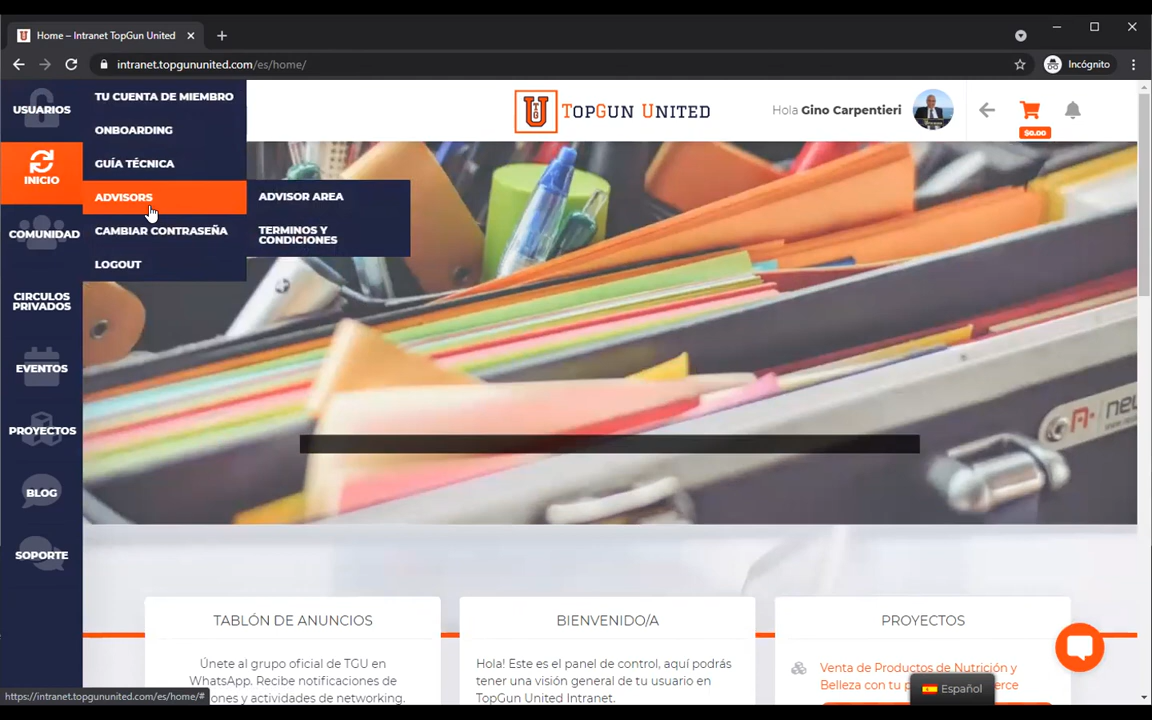 Home – Intranet TopGun United
intranet.topgununited.com/es/home/
Incógnito
USUARIOS
INICIO
COMUNIDAD
CIRCULOS
PRIVADOS
EVENTOS
PROYECTOS
BLOG
SOPORTE
TU CUENTA DE MIEMBRO
ONBOARDING
GUÍA TÉCNICA
ADVISORS
CAMBIAR CONTRASEÑA
LOGOUT
ADVISOR AREA
TERMINOS Y
CONDICIONES
TOPGUN UNITED
Hola Gino Carpentieri
$0.00
TABLÓN DE ANUNCIOS
Únete al grupo oficial de TGU en
WhatsApp. Recibe notificaciones de
iones y actividades de networking.
BIENVENIDO/A
Hola! Este es el panel de control, aquí podrás
tener una visión general de tu usuario en
TopGun United Intranet.
PROYECTOS
Venta de Productos de Nutrición y
Belleza con tu p
merce
Español
https://intranet.topgununited.com/es/home/#